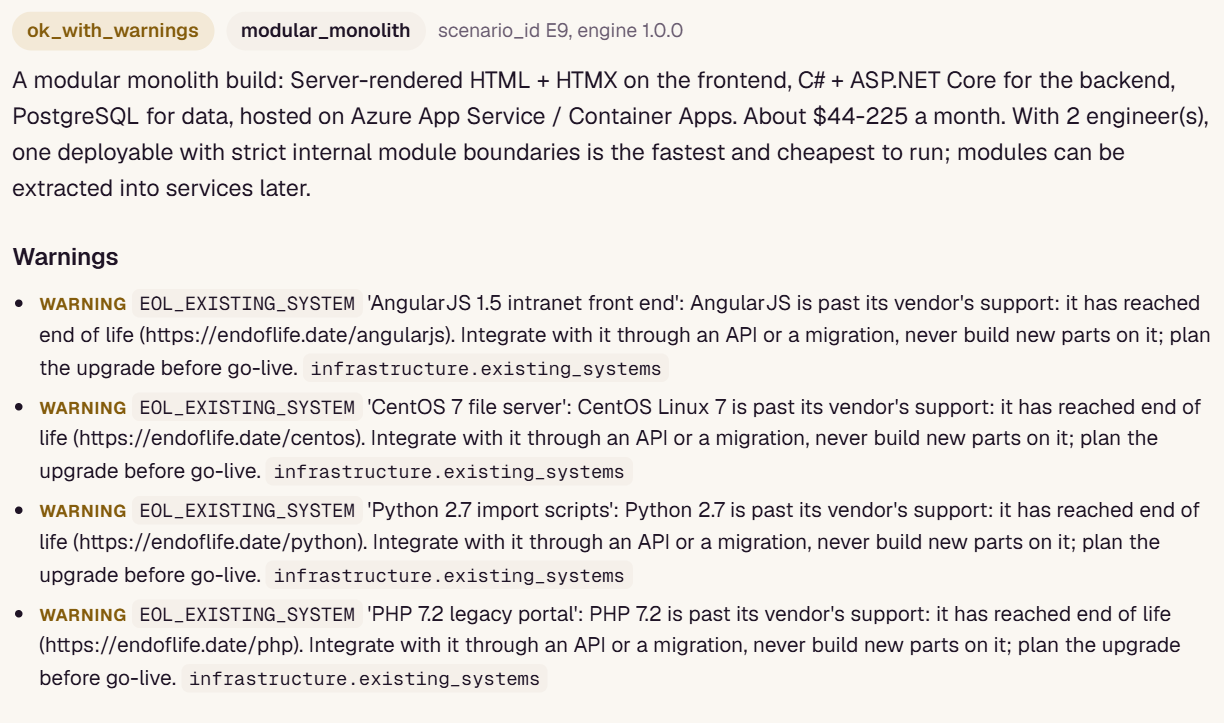 ok_with_warnings modular_monolith scenario_id E9, engine 1.0.0
A modular monolith build: Server-rendered HTML + HTMX on the frontend, C# + ASP.NET Core for the backend,
PostgreSQL for data, hosted on Azure App Service / Container Apps. About $44-225 a month. With 2 engineer(s),
one deployable with strict internal module boundaries is the fastest and cheapest to run; modules can be
extracted into services later.
Warnings
• WARNING EOL_EXISTING_SYSTEM 'AngularJS 1.5 intranet front end': AngularJS is past its vendor's support: it has reached
end of life (https://endoflife.date/angularjs). Integrate with it through an API or a migration, never build new parts on it; plan
the upgrade before go-live. infrastructure.existing_systems
• WARNING EOL_EXISTING_SYSTEM 'CentOS 7 file server': CentOS Linux 7 is past its vendor's support: it has reached end of
life (https://endoflife.date/centos). Integrate with it through an API or a migration, never build new parts on it; plan the
upgrade before go-live. infrastructure.existing_systems
• WARNING EOL_EXISTING_SYSTEM 'Python 2.7 import scripts': Python 2.7 is past its vendor's support: it has reached end of
life (https://endoflife.date/python). Integrate with it through an API or a migration, never build new parts on it; plan the
upgrade before go-live. infrastructure.existing_systems
• WARNING EOL_EXISTING_SYSTEM 'PHP 7.2 legacy portal': PHP 7.2 is past its vendor's support: it has reached end of life
(https://endoflife.date/php). Integrate with it through an API or a migration, never build new parts on it; plan the upgrade
before go-live. infrastructure.existing_systems